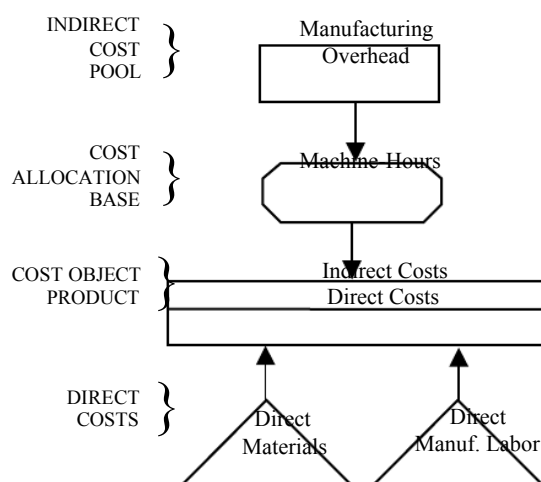 INDIRECT
COST
POOL
Manufacturing
Overhead
COST
ALLOCATION
BASE
Machine Hours
COST OBJECT
PRODUCT
Indirect Costs
Direct Costs
DIRECT
COSTS
Direct
Materials
Direct
Manuf. Labor